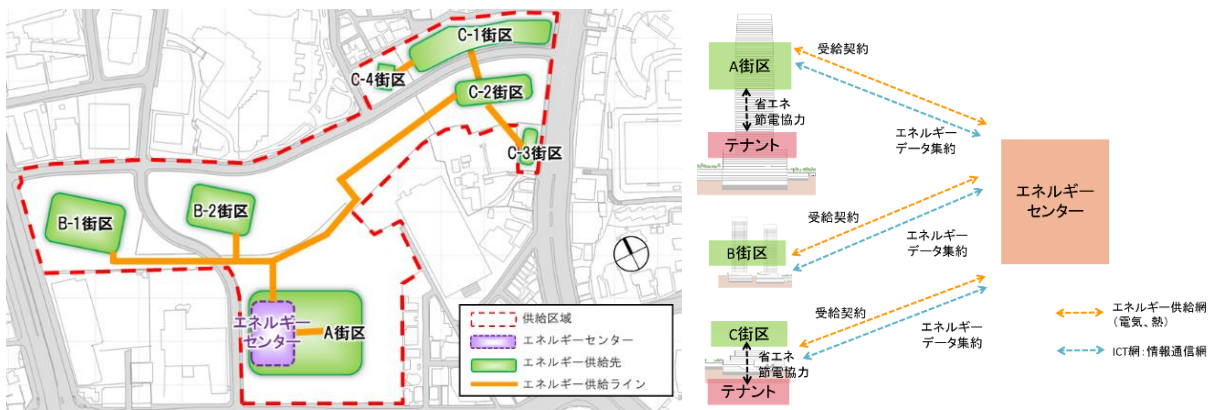 C-1街区
C-4街区
C-2街区
C-3街区
B-1街区
B-2街区
エネルギー
センター
A街区
供給区域
エネルギーセンター
エネルギー供給先
エネルギー供給ライン
A街区
省エネ
節電協力
テナント
受給契約
エネルギー
データ集約
B街区
受給契約
エネルギー
データ集約
C街区
省エネ
節電協力
テナント
受給契約
エネルギー
データ集約
エネルギー
センター
エネルギー供給網
（電気、熱）
ICT網：情報通信網